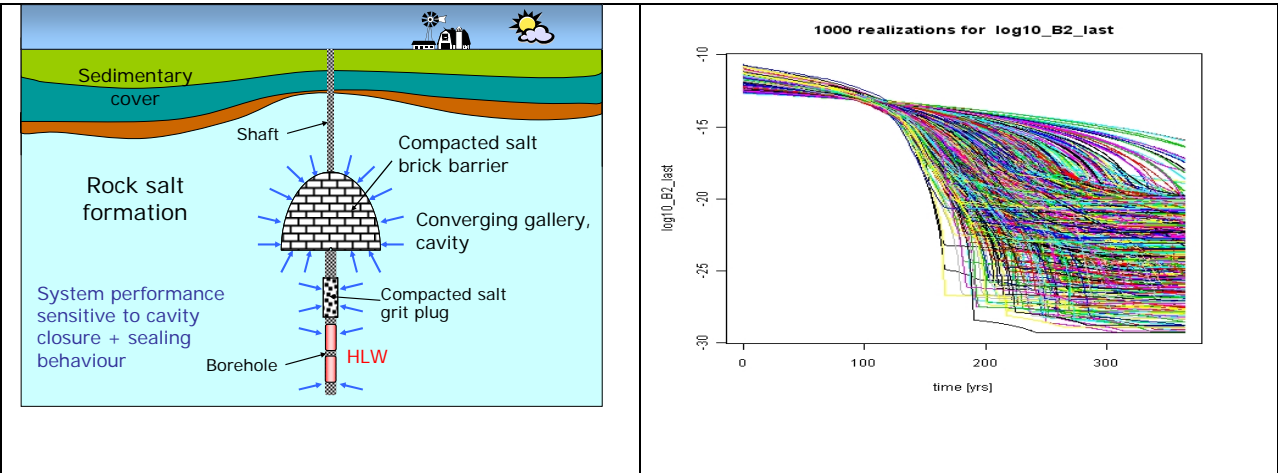 Sedimentary
cover
Shaft
Compacted salt
brick barrier
Rock salt
formation
Converging gallery,
cavity
System performance
sensitive to cavity
closure + sealing
behaviour
Compacted salt
grit plug
Borehole
HLW
1000 realizations for log10_B2_last
log10_B2_last
-10
-15
-20
-25
-30
0 100 200 300
time [yrs]